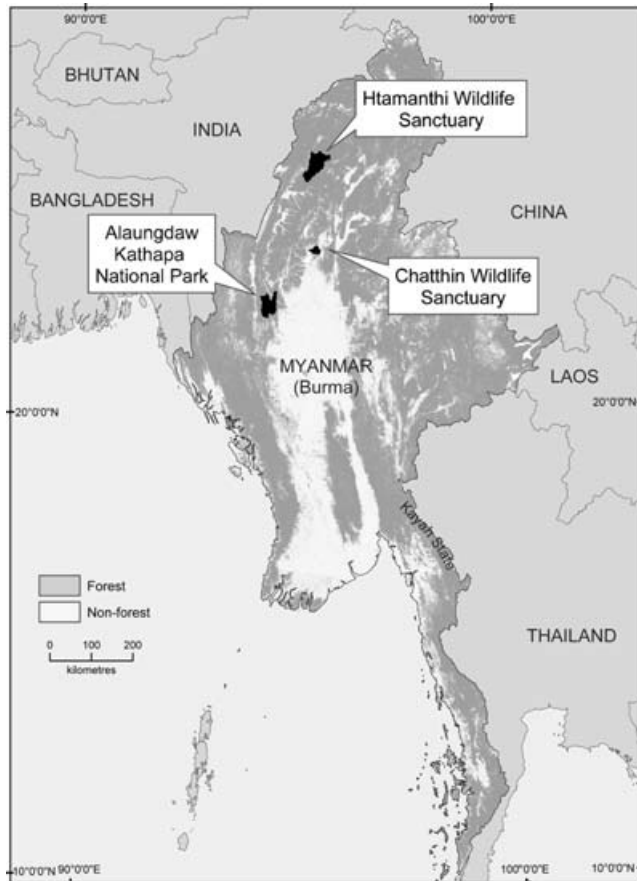 90°0'0"E
100°0'0"E
BHUTAN
Htamanthi Wildlife
Sanctuary
INDIA
BANGLADESH
CHINA
Alaungdaw
Kathapa
National Park
Chatthin Wildlife
Sanctuary
MYANMAR
(Burma)
LAOS
20°0'0"N
20°0'0"N
Kayah State
Forest
Non-forest
0 100 200
kilometres
THAILAND
10°0'0"N
90°0'0"E
100°0'0"E
10°0'0"N